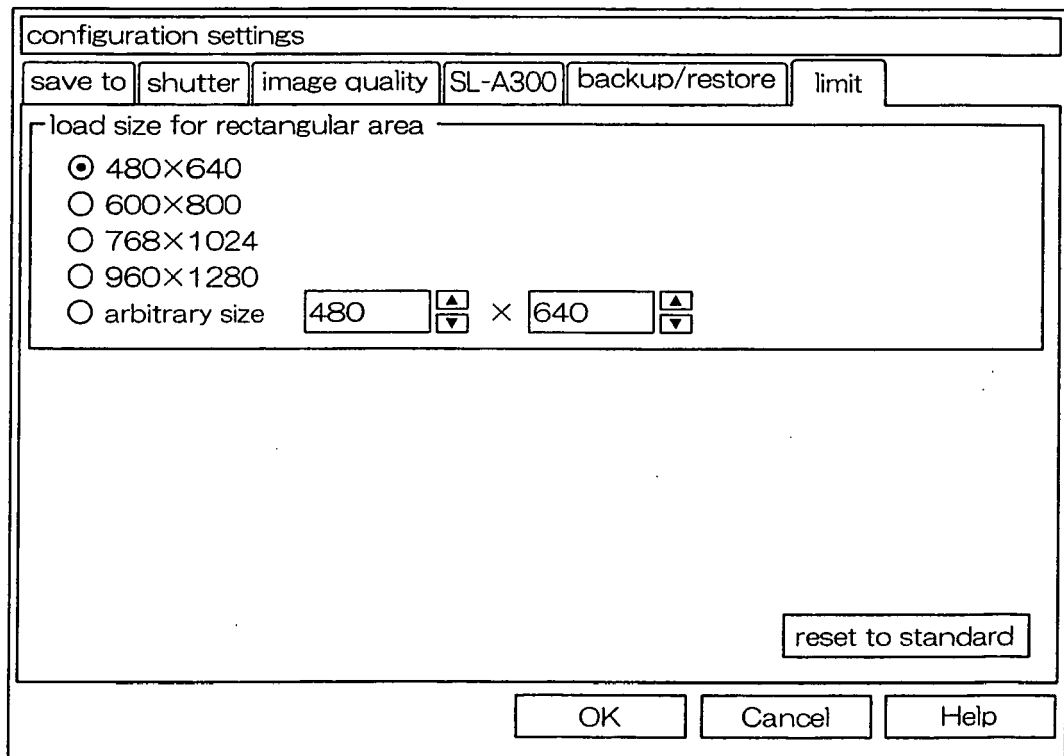 configuration settings
save to shutter image quality SL-A300 backup/restore limit
load size for rectangular area
480×640
600×800
768×1024
960×1280
arbitrary size 480 × 640
reset to standard
OK Cancel Help